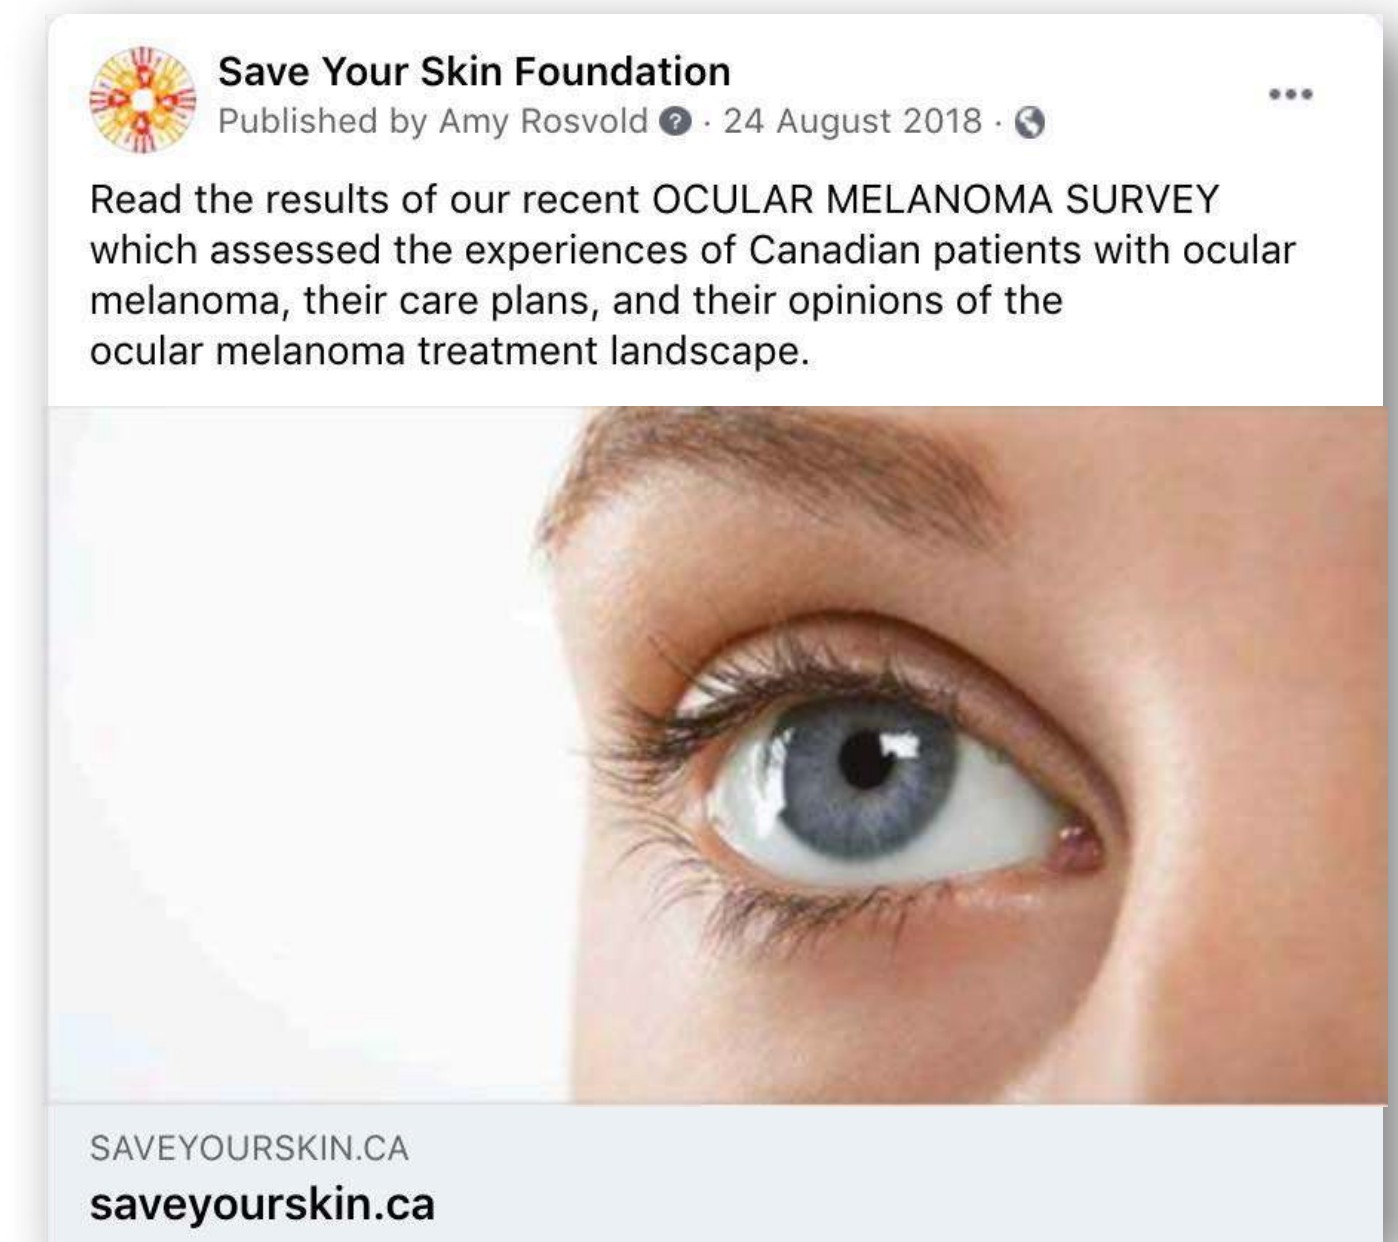 Save Your Skin Foundation
Published by Amy Rosvold ? · 24 August 2018 ·
Read the results of our recent OCULAR MELANOMA SURVEY
which assessed the experiences of Canadian patients with ocular
melanoma, their care plans, and their opinions of the
ocular melanoma treatment landscape.
SAVEYOURSKIN.CA
saveyourskin.ca